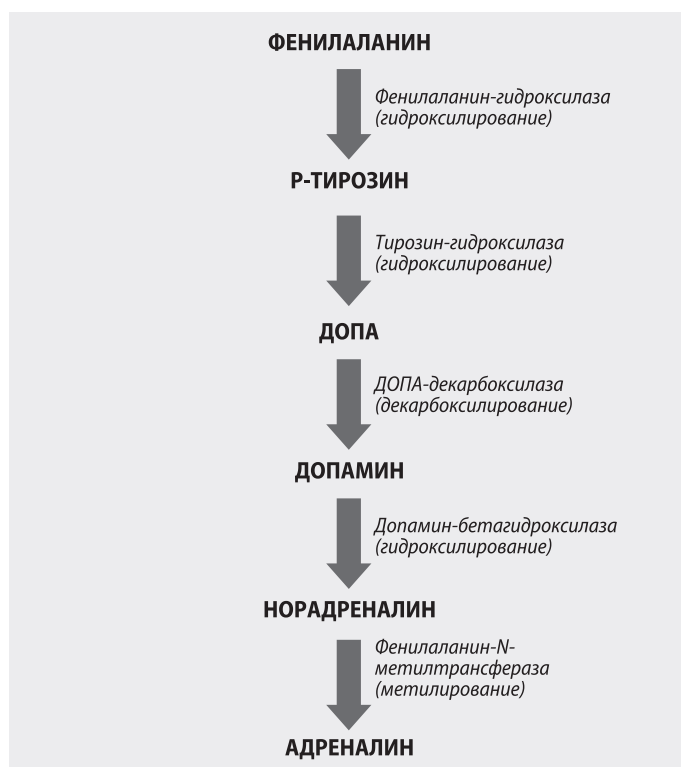 ФЕНИЛАЛАНИН
Фенилаланин-гидроксилаза
(гидроксилирование)
Р-ТИРОЗИН
Тирозин-гидроксилаза
(гидроксилирование)
ДОПА
ДОПА-декарбоксилаза
(декарбоксилирование)
ДОПАМИН
Допамин-бетагидроксилаза
(гидроксилирование)
НОРАДРЕНАЛИН
Фенилаланин-N-
метилтрансфераза
(метилирование)
АДРЕНАЛИН